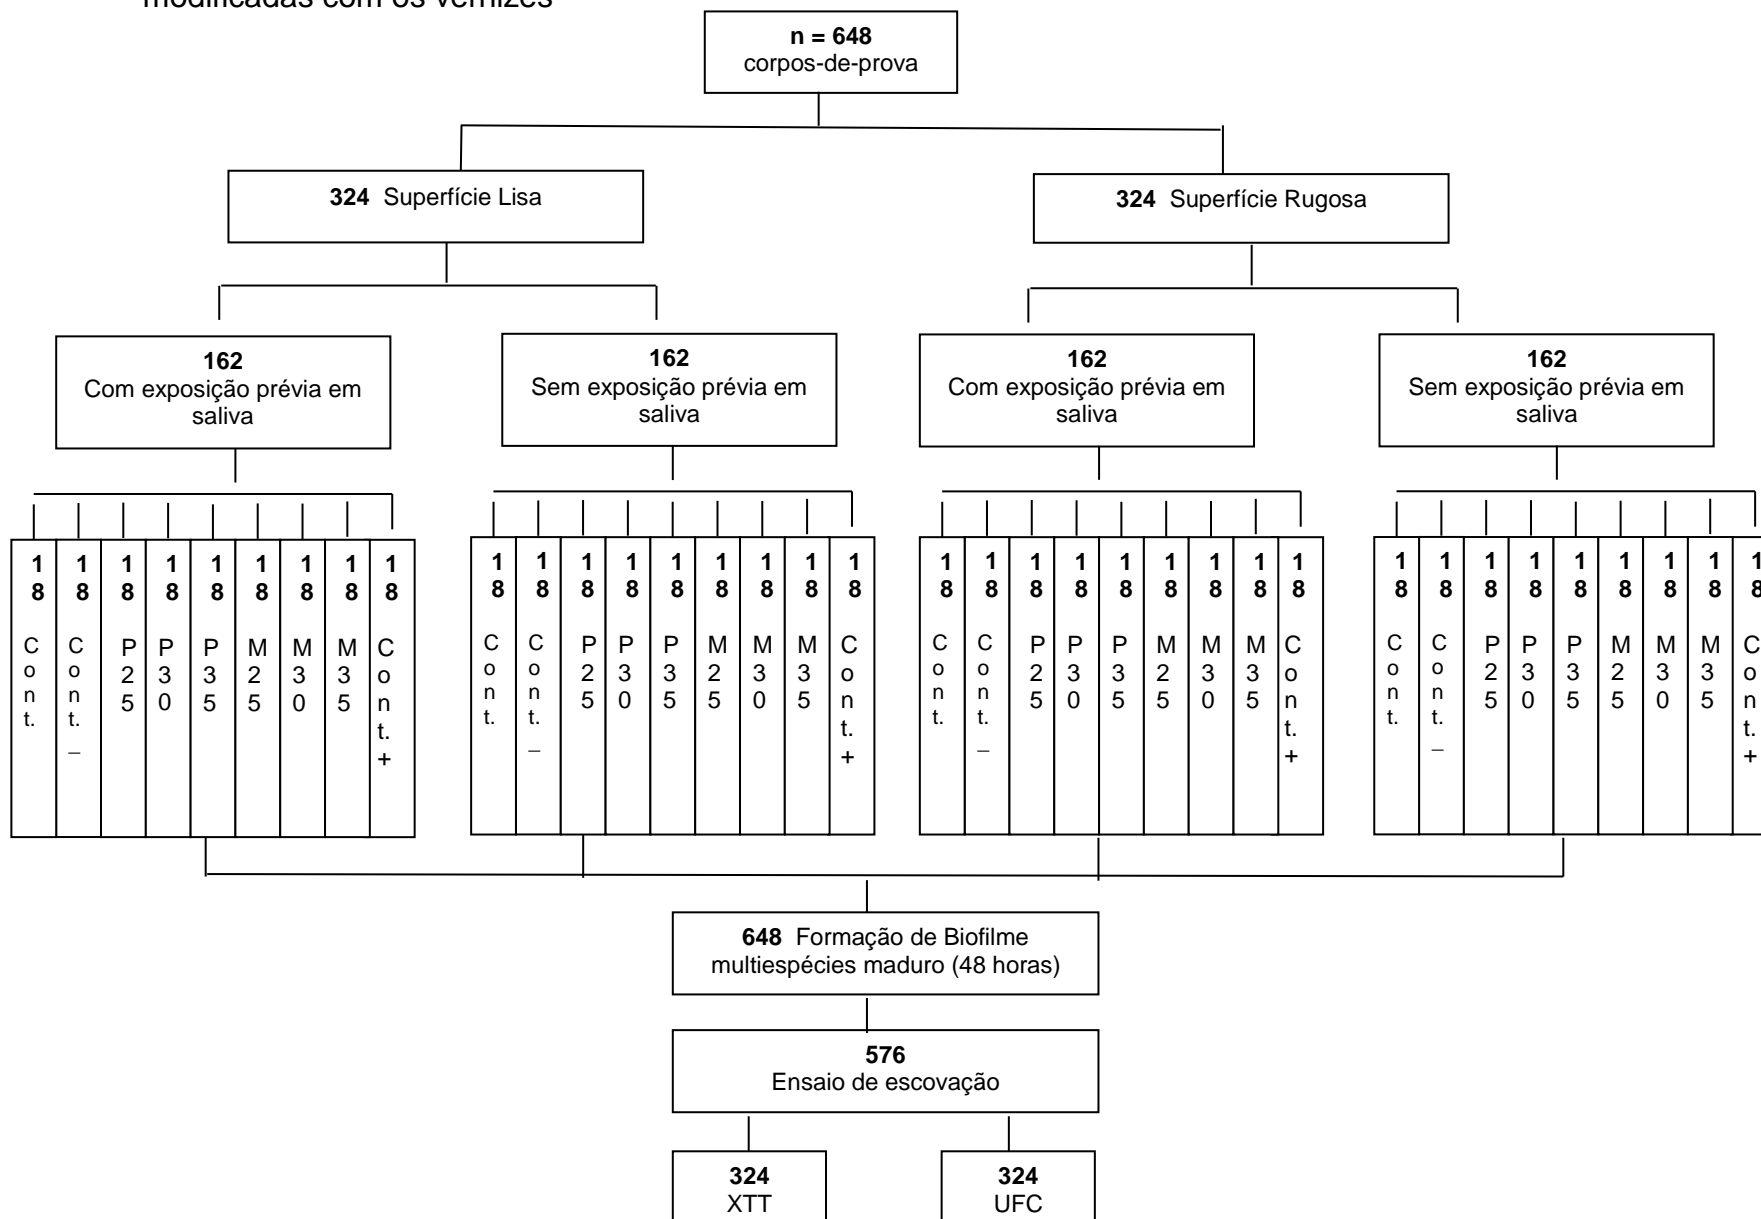 modificadas com os vernizes
n = 648
corpos-de-prova
324 Superfície Lisa
324 Superfície Rugosa
162
Com exposição prévia em
saliva
162
Sem exposição prévia em
saliva
162
Com exposição prévia em
saliva
162
Sem exposição prévia em
saliva
18 Cont.
18 Cont. –
18 P25
18 P30
18 P35
18 M25
18 M30
18 M35
18 Cont. +
18 Cont.
18 Cont. –
18 P25
18 P30
18 P35
18 M25
18 M30
18 M35
18 Cont. +
18 Cont.
18 Cont. –
18 P25
18 P30
18 P35
18 M25
18 M30
18 M35
18 Cont. +
18 Cont.
18 Cont. –
18 P25
18 P30
18 P35
18 M25
18 M30
18 M35
18 Cont. +
648 Formação de Biofilme
multiespécies maduro (48 horas)
576
Ensaio de escovação
324
XTT
324
UFC